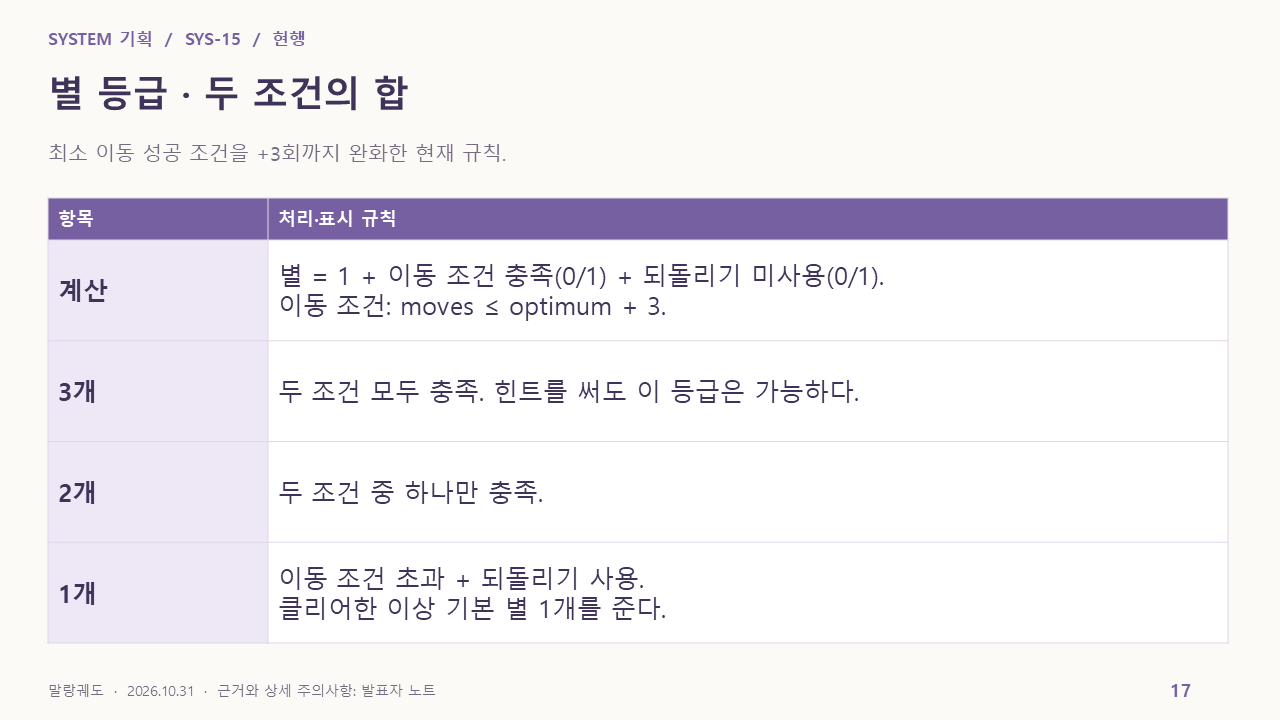 SYSTEM 기획 / SYS-15 / 현행
별 등급 · 두 조건의 합
최소 이동 성공 조건을 +3회까지 완화한 현재 규칙.
항목
처리·표시 규칙
계산
별 = 1 + 이동 조건 충족(0/1) + 되돌리기 미사용(0/1).
이동 조건: moves ≤ optimum + 3.
3개
두 조건 모두 충족. 힌트를 써도 이 등급은 가능하다.
2개
두 조건 중 하나만 충족.
1개
이동 조건 초과 + 되돌리기 사용.
클리어한 이상 기본 별 1개를 준다.
말랑궤도 · 2026.10.31 · 근거와 상세 주의사항: 발표자 노트
17